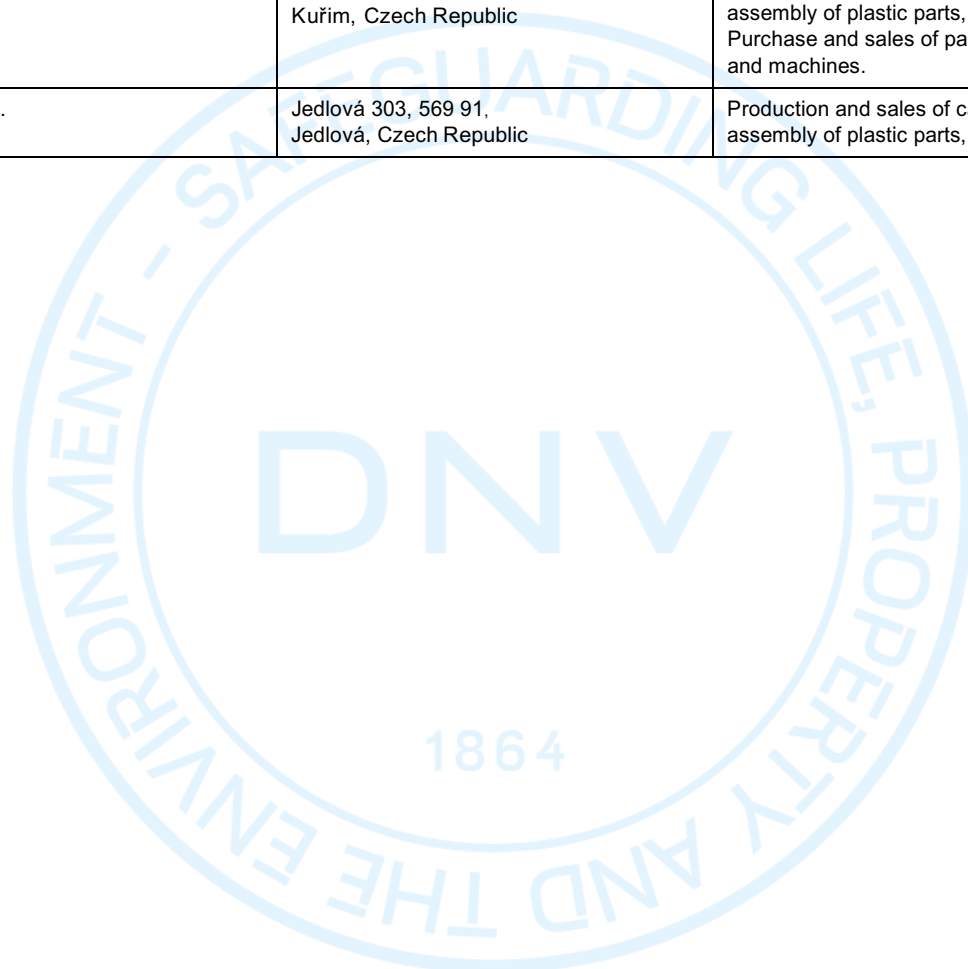 Kuřim, Czech Republic
assembly of plastic parts,
Purchase and sales of
and machines.
.
Jedlová 303, 569 91,
Jedlová, Czech Republic
Production and sales of
assembly of plastic parts,
SAFEGUARDING LIFE, PROPERTY AND THE ENVIRONMENT -
DNV
1864